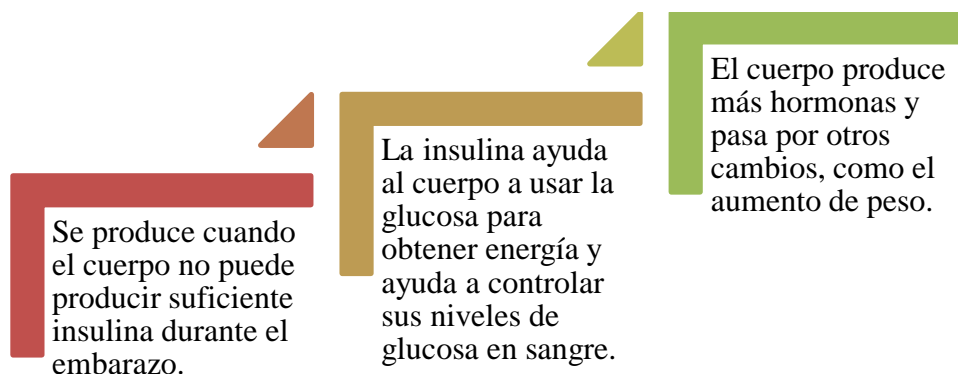 Se produce cuando
el cuerpo no puede
producir suficiente
insulina durante el
embarazo.
La insulina ayuda
al cuerpo a usar la
glucosa para
obtener energía y
ayuda a controlar
sus niveles de
glucosa en sangre.
El cuerpo produce
más hormonas y
pasa por otros
cambios, como el
aumento de peso.